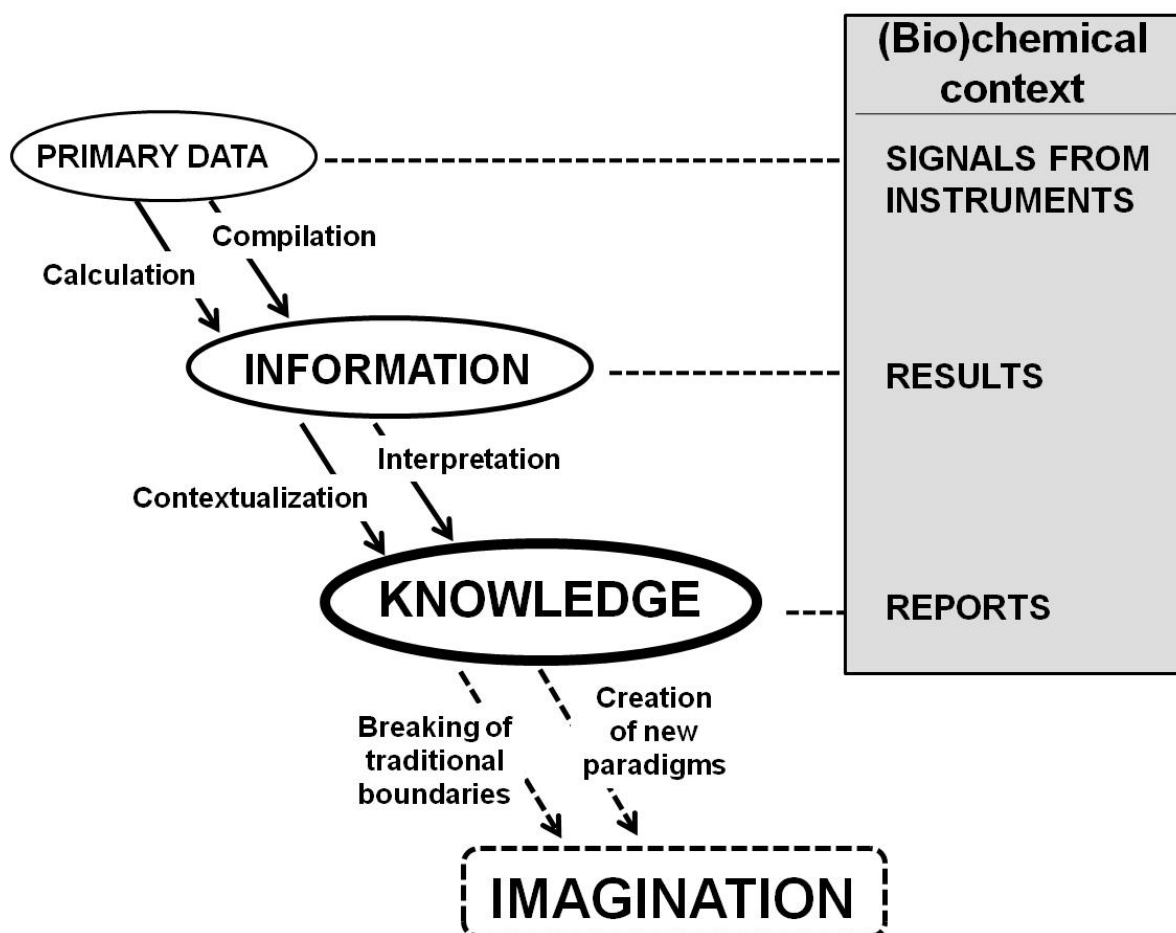 (Bio)chemical
context
PRIMARY DATA
SIGNALS FROM
INSTRUMENTS
Compilation
Calculation
INFORMATION
RESULTS
Interpretation
Contextualization
KNOWLEDGE
REPORTS
Breaking of
traditional
boundaries
Creation
of new
paradigms
IMAGINATION